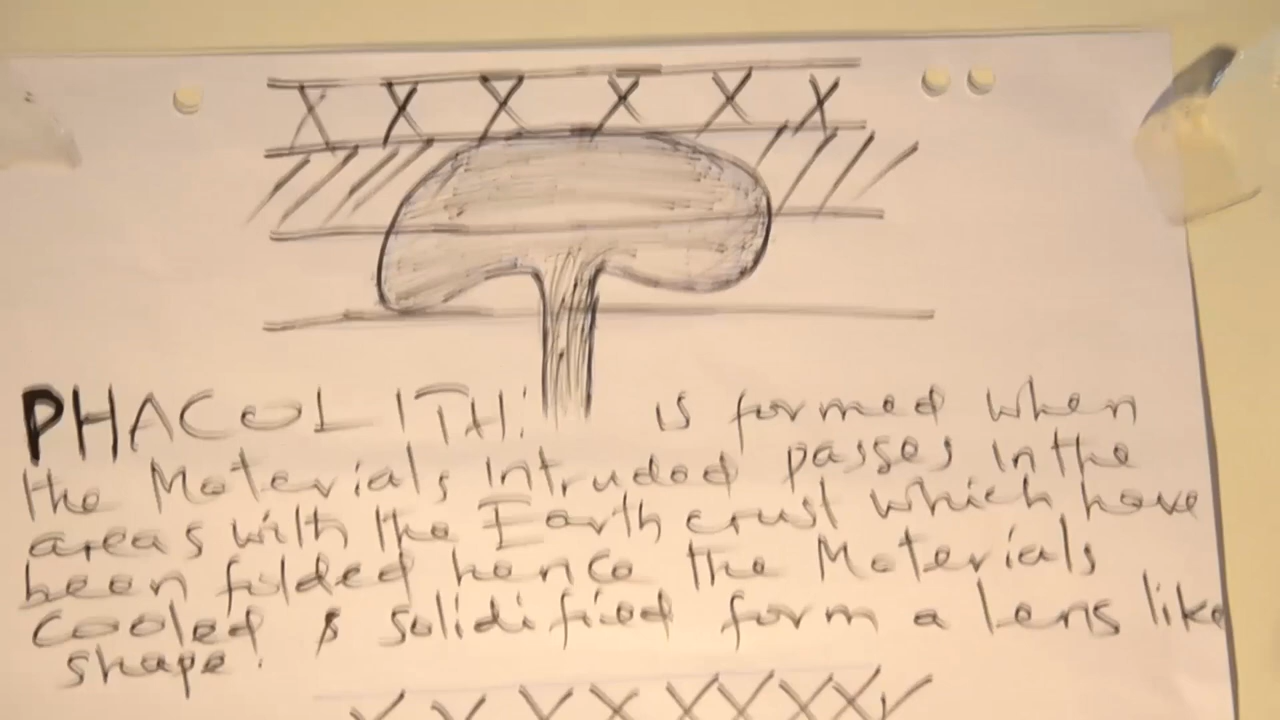 PHACOLITH: is formed when
the Materials intruded passes in the
areas with the Earth crust which have
been folded hence the Materials
cooled & solidified form a lens like
shape.